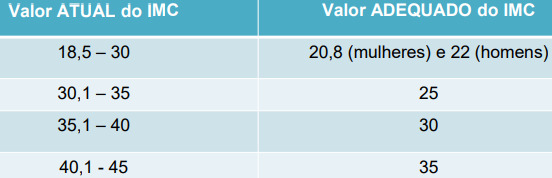 Valor ATUAL do IMC Valor ADEQUADO do IMC
18,5 – 30 20,8 (mulheres) e 22 (homens)
30,1 – 35 25
35,1 – 40 30
40,1 - 45 35